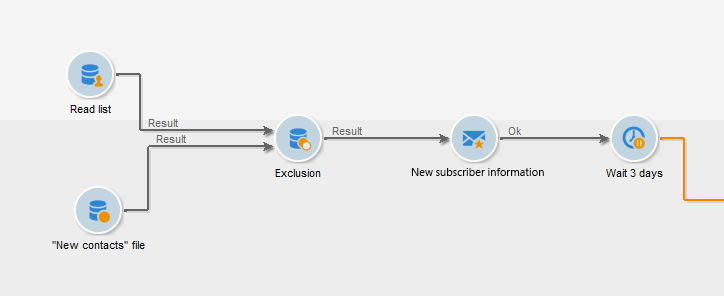 Read list
Result
Result
Exclusion
Result
New subscriber information
Ok
Wait 3 days
"New contacts" file